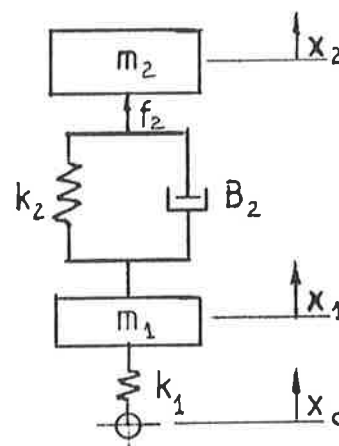 m₂
x₂
f₂
k₂
B₂
m₁
x₁
k₁